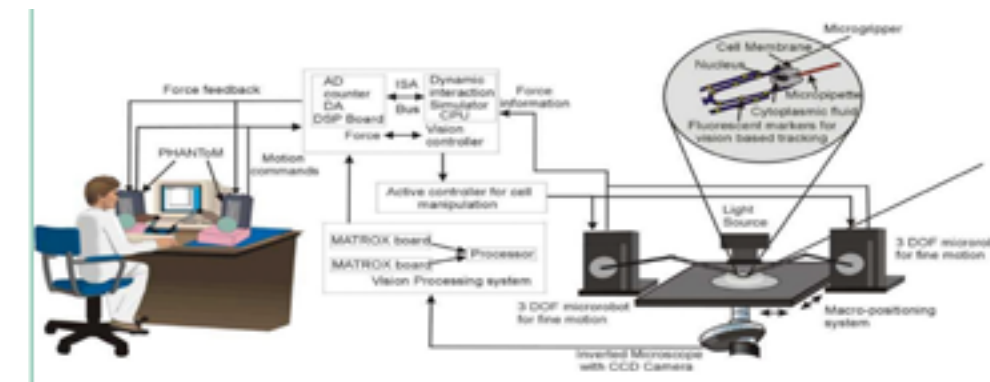 Microgripper
Cell Membrane
Nucleus
Micropipette
Cytoplasmic fluid
Fluorescent markers for
vision based tracking
Force feedback
AD
counter
DA
DSP Board
ISA
Bus
Dynamic
interaction
Simulator
CPU
Force
Vision
controller
Force
information
PHANToM
Motion
commands
Active controller for cell
manipulation
Light
Source
MATROX board
Processor
MATROX board
Vision Processing system
3 DOF microrobot
for fine motion
3 DOF microrol
for fine motion
Macro-positioning
system
Inverted Microscope
with CCD Camera